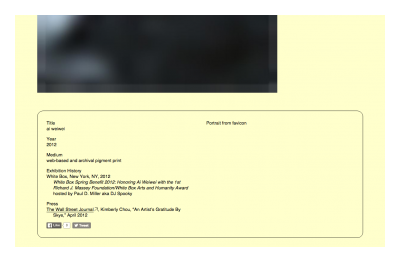 Title
ai weiwei
Portrait from favicon
Year
2012
Medium
web-based and archival pigment print
Exhibition History
White Box, New York, NY, 2012
White Box Spring Benefit 2012: Honoring Ai Weiwei with the 1st
Richard J. Massey Foundation/White Box Arts and Humanity Award
hosted by Paul D. Miller aka DJ Spooky
Press
The Wall Street Journal, Kimberly Chou, "An Artist's Gratitude By
Skype," April 2012
Like
Tweet